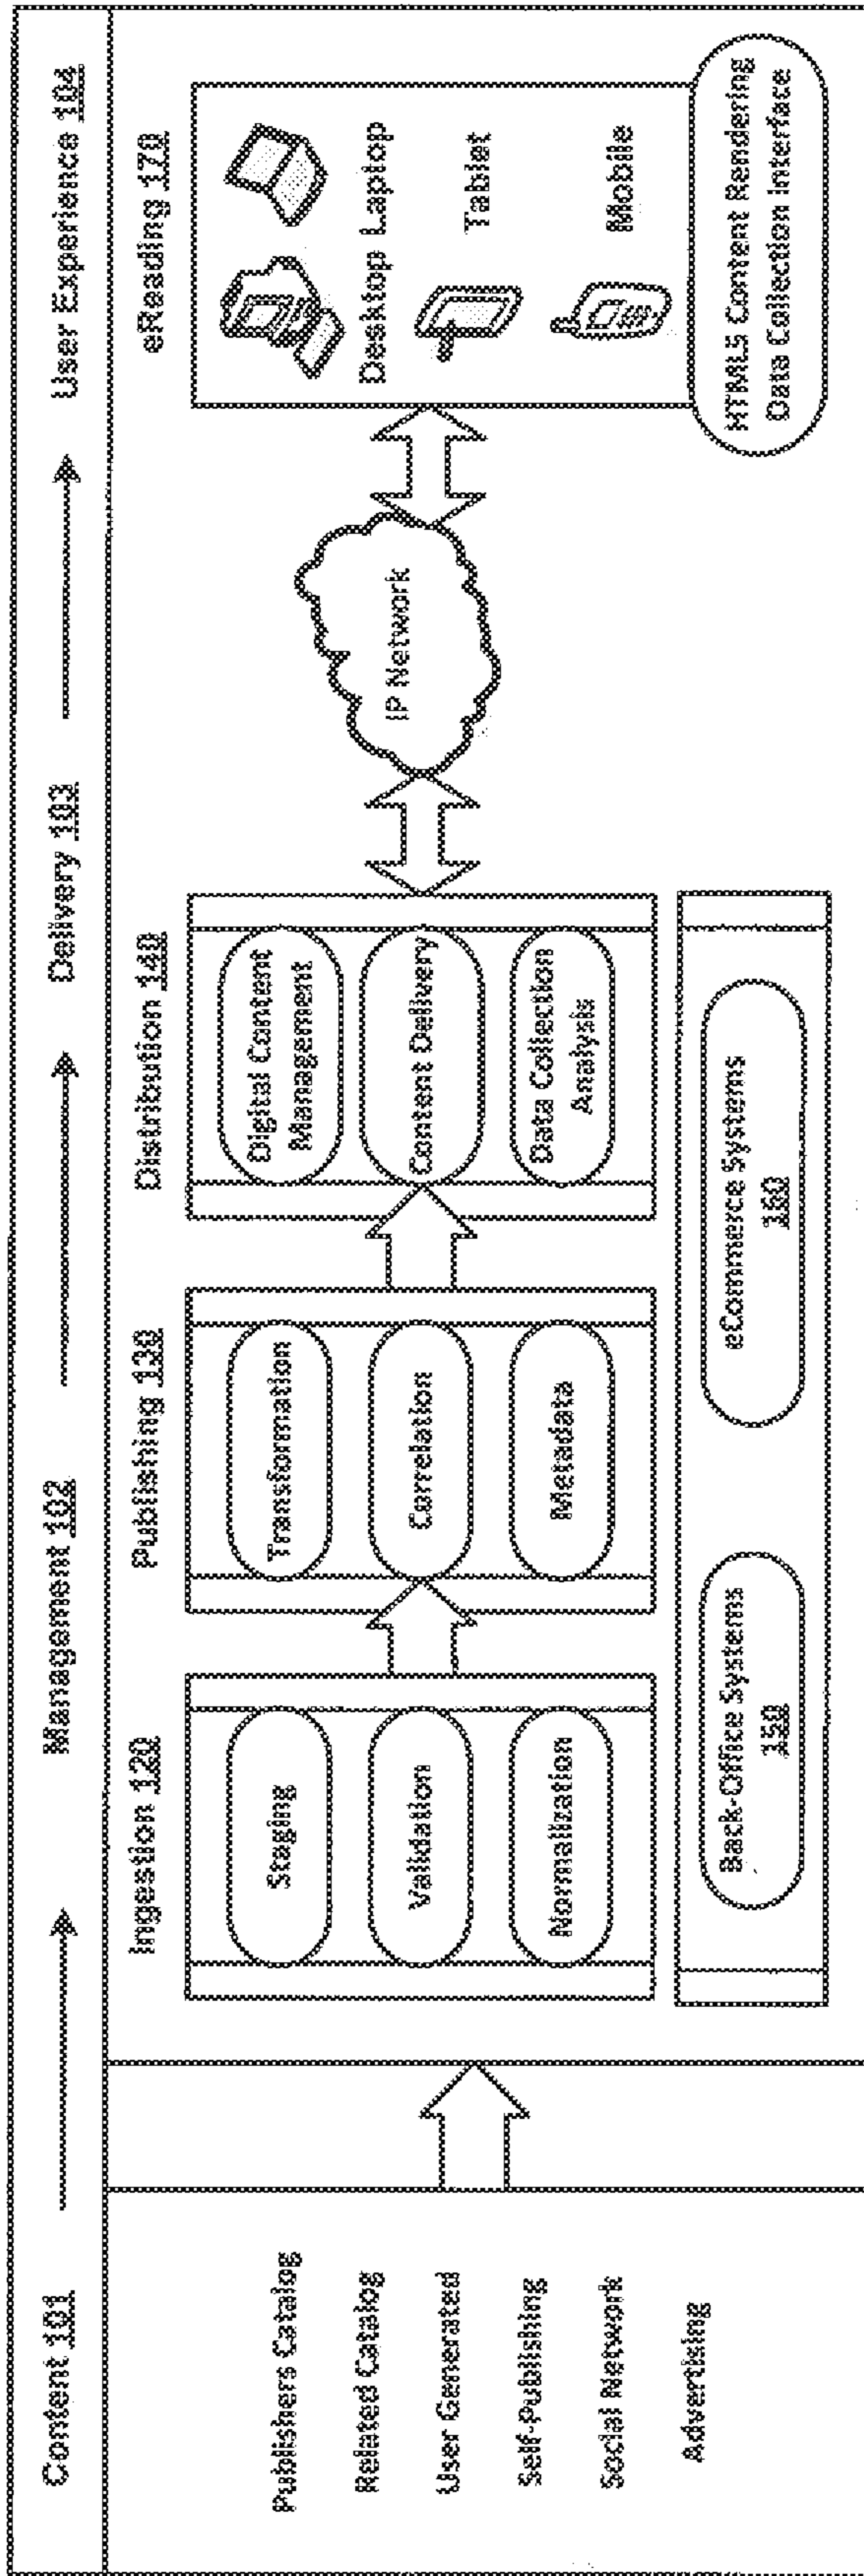 Content 101
Management 102
Delivery 103
User Experience 104
Publishers Catalog
Related Catalog
User Generated
Self-Publishing
Social Network
Advertising
Ingestion 120
Staging
Validation
Normalization
Publishing 130
Transformation
Correlation
Metadata
Distribution 140
Digital Content
Management
Content Delivery
Data Collection
Analysis
Back-Office Systems
150
eCommerce Systems
160
IP Network
eReading 170
Desktop Laptop
Tablet
Mobile
HTML5 Content Rendering
Data Collection Interface